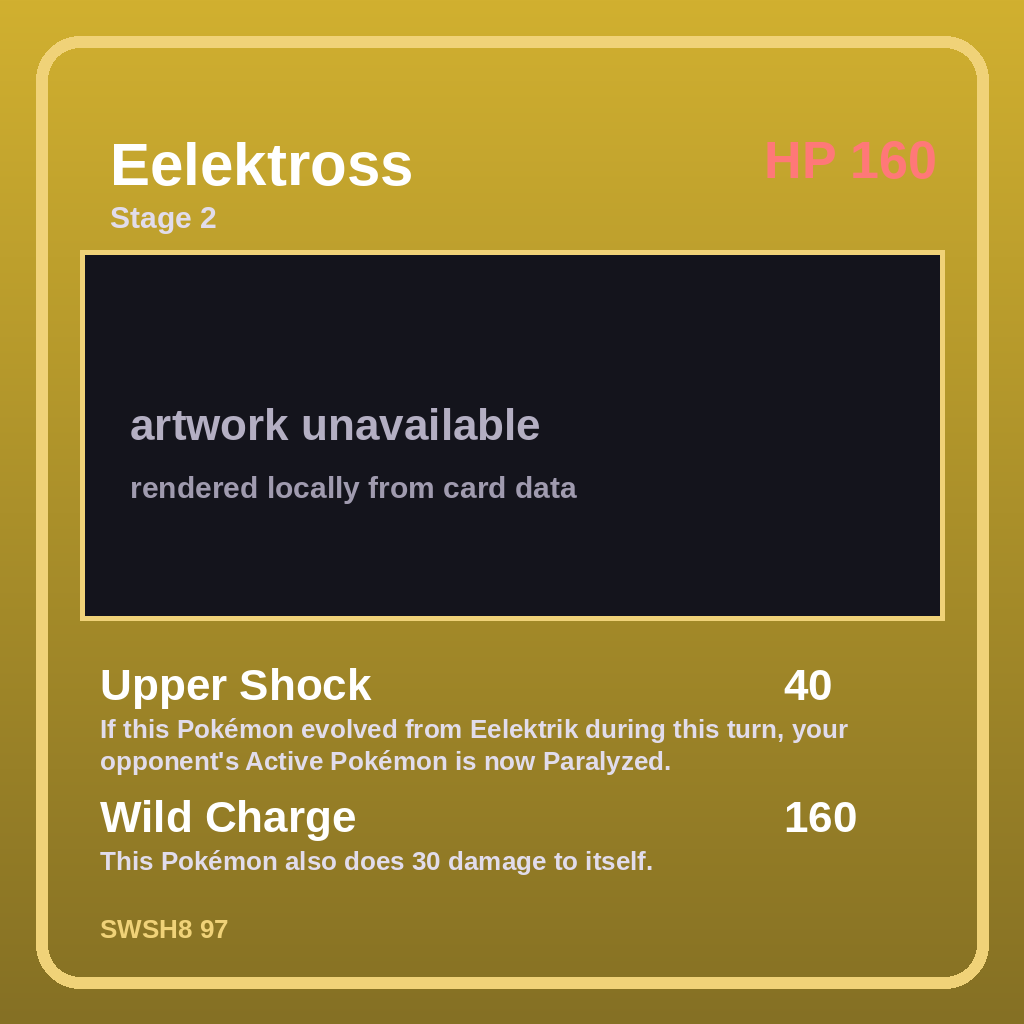 Eelektross
HP 160
Stage 2
artwork unavailable
rendered locally from card data
Upper Shock 40
If this Pokémon evolved from Eelektrik during this turn, your
opponent's Active Pokémon is now Paralyzed.
Wild Charge 160
This Pokémon also does 30 damage to itself.
SWSH8 97